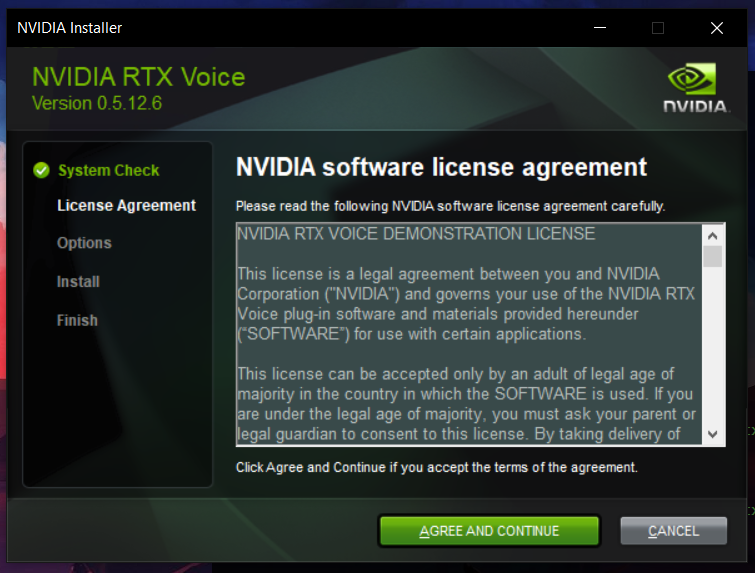 NVIDIA Installer
NVIDIA RTX Voice
Version 0.5.12.6
NVIDIA.
System Check
License Agreement
Options
Install
Finish
NVIDIA software license agreement
Please read the following NVIDIA software license agreement carefully.
NVIDIA RTX VOICE DEMONSTRATION LICENSE
This license is a legal agreement between you and NVIDIA
Corporation ("NVIDIA") and governs your use of the NVIDIA RTX
Voice plug-in software and materials provided hereunder
(“SOFTWARE”) for use with certain applications.
This license can be accepted only by an adult of legal age of
majority in the country in which the SOFTWARE is used. If you
are under the legal age of majority, you must ask your parent or
legal guardian to consent to this license. By taking delivery of
Click Agree and Continue if you accept the terms of the agreement.
AGREE AND CONTINUE
CANCEL